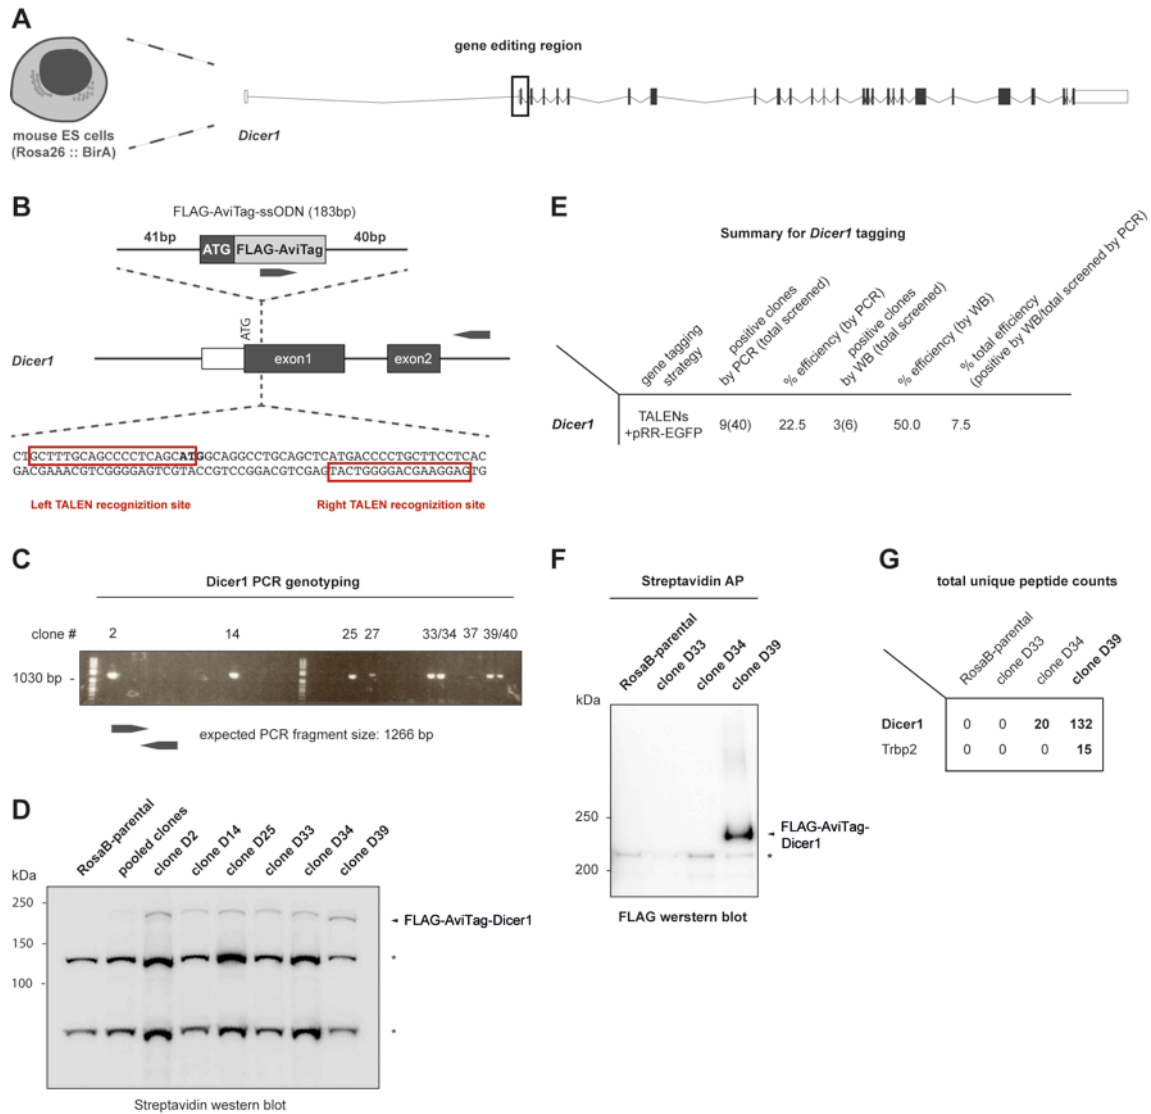 A
gene editing region
mouse ES cells
(Rosa26 :: BirA)
Dicer1
B
FLAG-AviTag-ssODN (183bp)
41bp
ATG
FLAG-AviTag
40bp
ATG
Dicer1
exon1
exon2
CTGCTTTGCAGCCCCTCAGCATGGCAGGCCTGCAGCTCATGACCCCTGCTTCCTCAC
GACGAAACGTCGGGGAGTCGTACCGTCCGGACGTCGAGTACTGGGGACGAAGGAGTG
Left TALEN recognizition site
Right TALEN recognizition site
C
Dicer1 PCR genotyping
clone # 2 14 25 27 33/34 37 39/40
1030 bp -
expected PCR fragment size: 1266 bp
D
RosaB-parental
pooled clones
clone D2
clone D14
clone D25
clone D33
clone D34
clone D39
kDa
250
150
100
FLAG-AviTag-Dicer1
*
*
Streptavidin western blot
E
Summary for Dicer1 tagging
gene tagging
strategy
positive clones
by PCR (total screened)
% efficiency (by PCR)
positive clones
by WB (total screened)
% efficiency (by WB)
% total efficiency
(positive by WB/total screened by PCR)
Dicer1
TALENs
+pRR-EGFP
9(40) 22.5 3(6) 50.0 7.5
F
Streptavidin AP
RosaB-parental
clone D33
clone D34
clone D39
kDa
250
200
FLAG-AviTag-
Dicer1
*
FLAG werstern blot
G
total unique peptide counts
RosaB-parental
clone D33
clone D34
clone D39
Dicer1 0 0 20 132
Trbp2 0 0 0 15